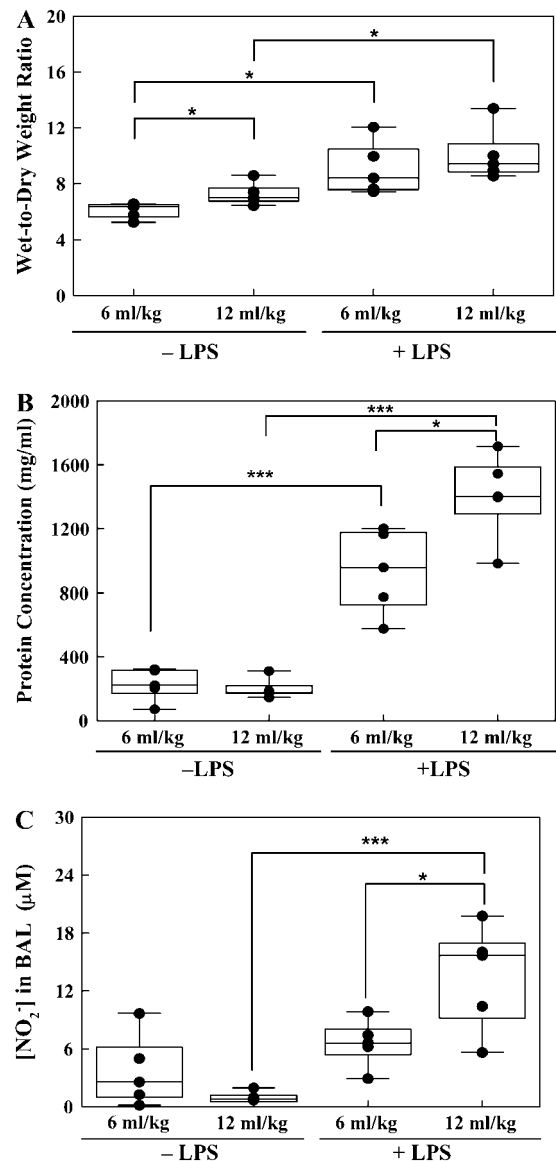 A
Wet-to-Dry Weight Ratio
20
16
12
8
4
0
*
*
*
6 ml/kg 12 ml/kg 6 ml/kg 12 ml/kg
– LPS + LPS
B
Protein Concentration (mg/ml)
2000
1600
1200
800
400
0
***
*
***
6 ml/kg 12 ml/kg 6 ml/kg 12 ml/kg
–LPS +LPS
C
[NO₂⁻] in BAL (μM)
30
24
18
12
6
0
***
*
6 ml/kg 12 ml/kg 6 ml/kg 12 ml/kg
– LPS + LPS